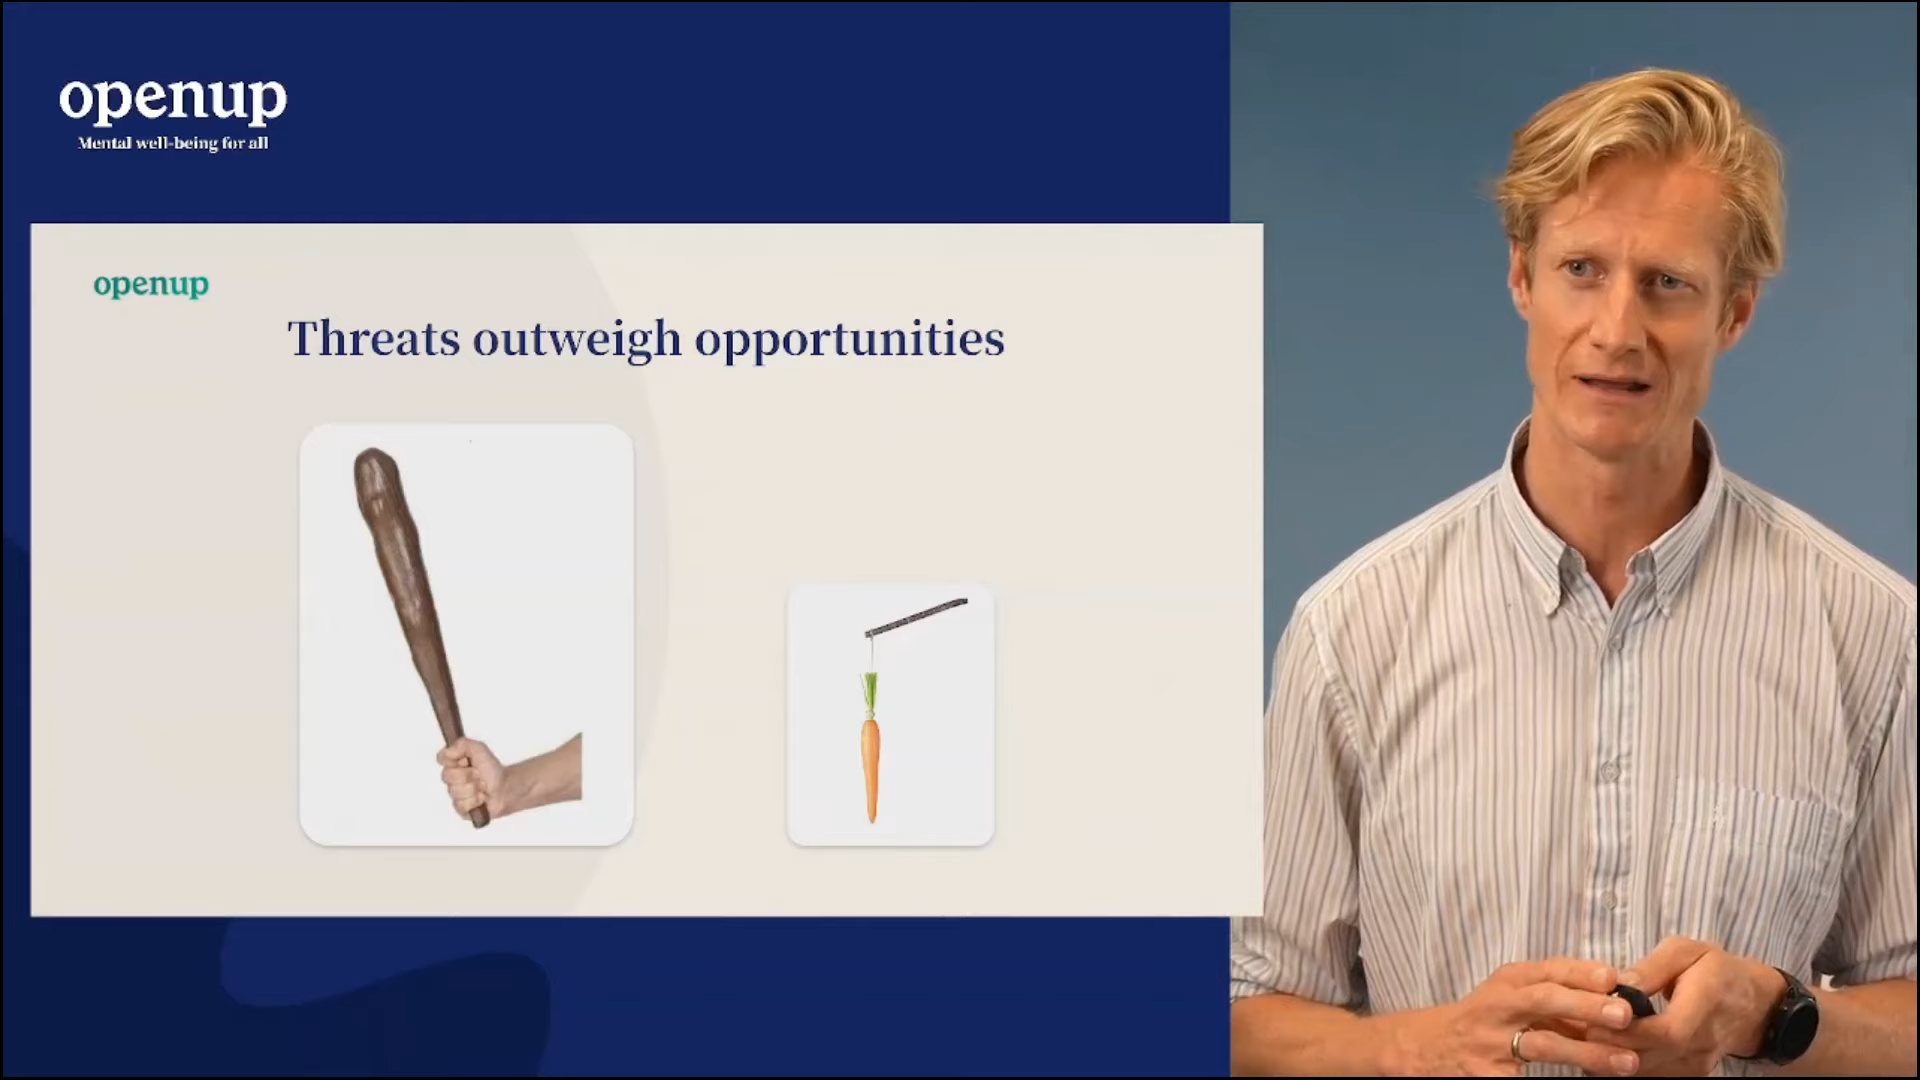 openup
Mental well-being for all
openup
Threats outweigh opportunities